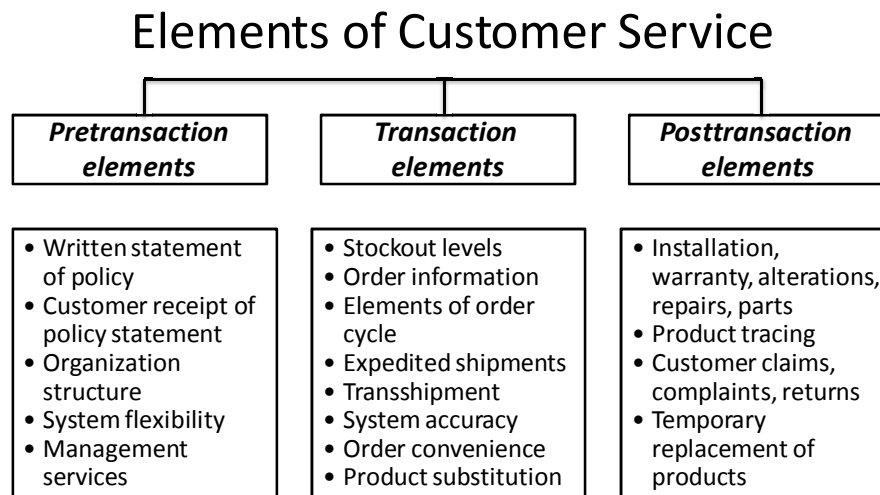 Elements of Customer Service
Pretransaction
elements
Transaction
elements
Posttransaction
elements
• Written statement
of policy
• Customer receipt of
policy statement
• Organization
structure
• System flexibility
• Management
services
• Stockout levels
• Order information
• Elements of order
cycle
• Expedited shipments
• Transshipment
• System accuracy
• Order convenience
• Product substitution
• Installation,
warranty, alterations,
repairs, parts
• Product tracing
• Customer claims,
complaints, returns
• Temporary
replacement of
products